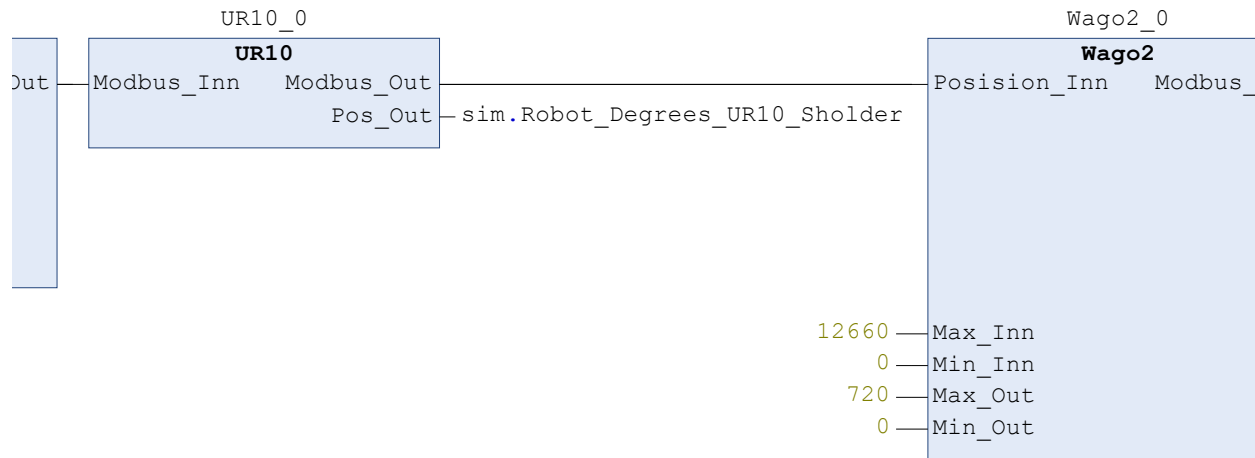 UR10_0 Wago2_0
UR10 Wago2
Out Modbus_Inn Modbus_Out Posision_Inn Modbus_
Pos_Out sim.Robot_Degrees_UR10_Sholder
12660 Max_Inn
0 Min_Inn
720 Max_Out
0 Min_Out